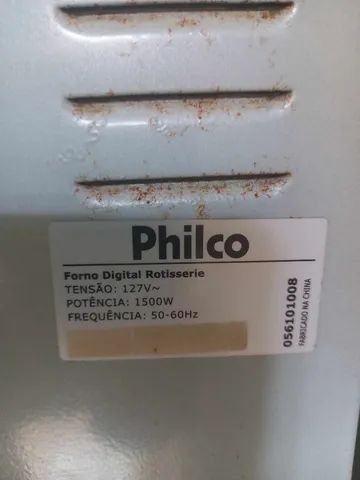 Philco
Forno Digital Rotisserie
TENSÃO: 127V~
POTÊNCIA: 1500W
FREQUÊNCIA: 50-60Hz
056101008
FABRICADO NA CHINA